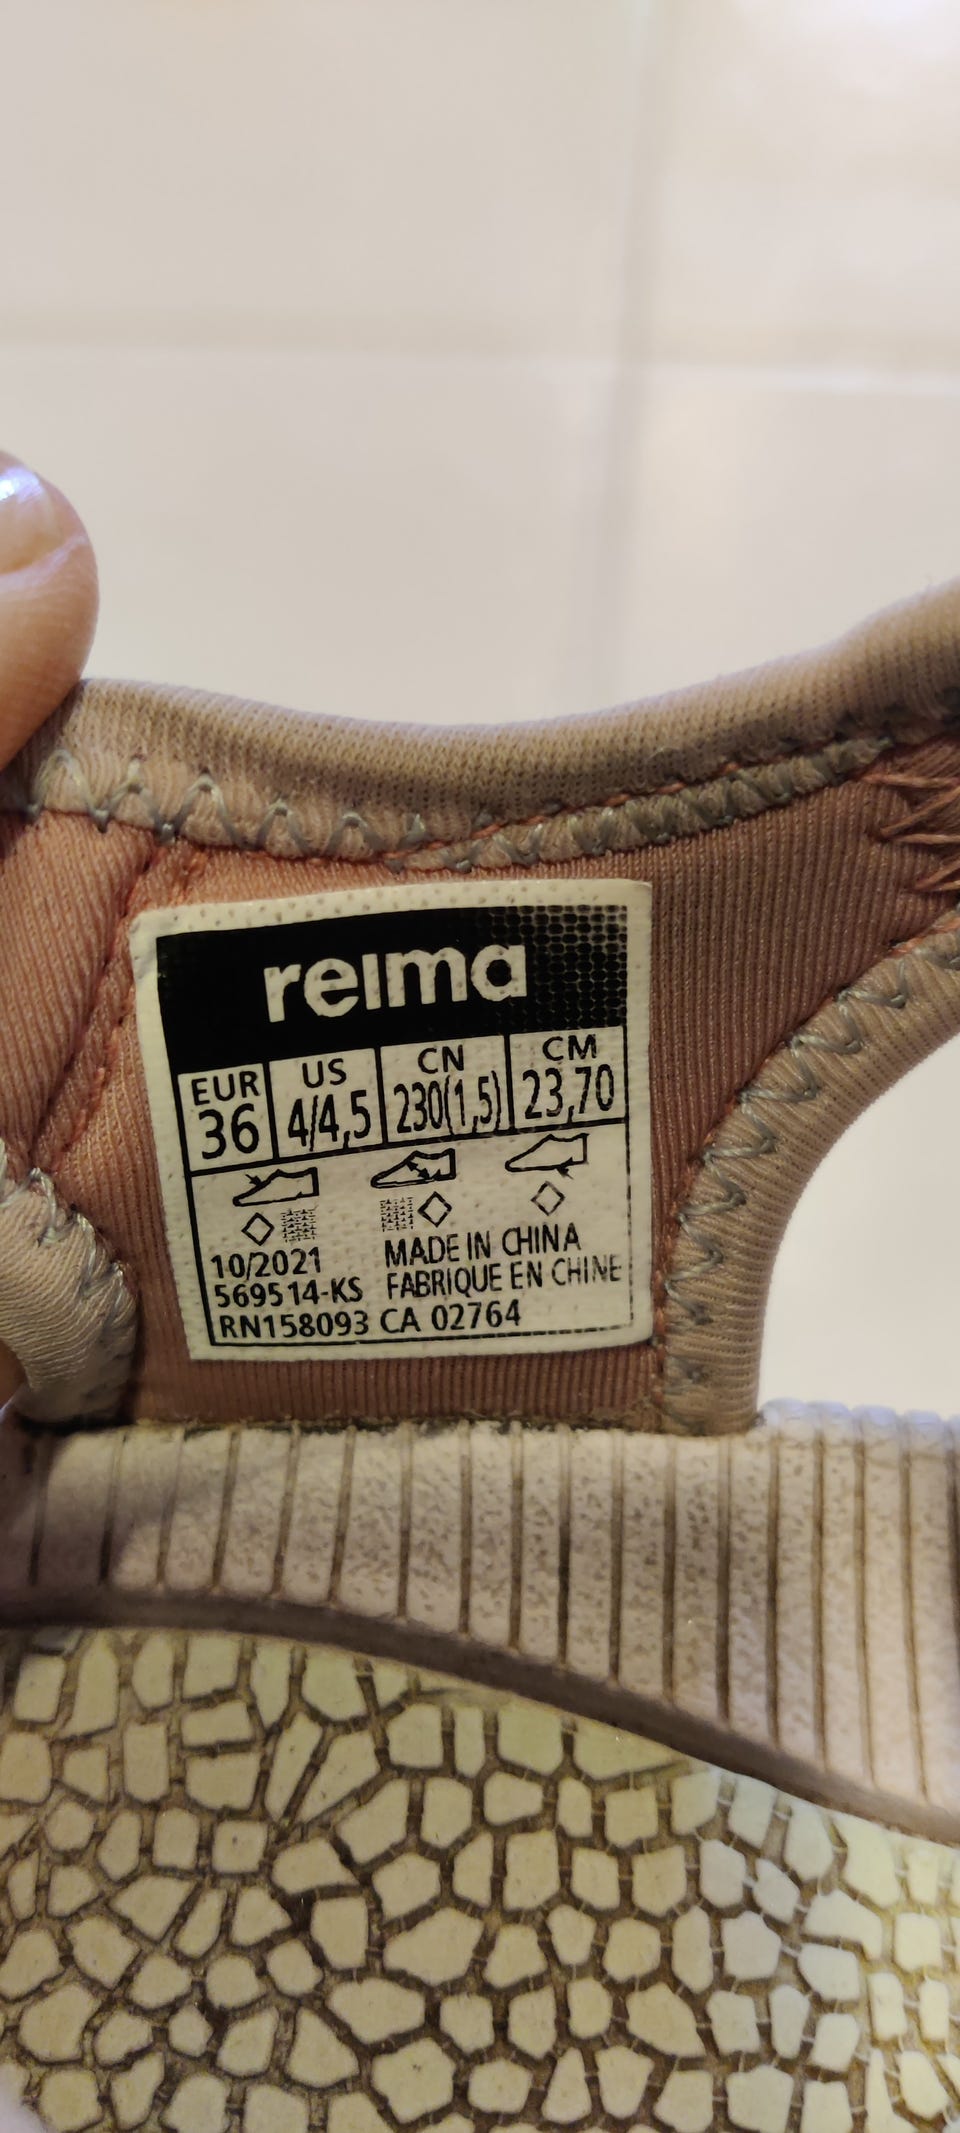 reima
EUR US CN CM
36 4/4,5 230(1,5) 23,70
10/2021 MADE IN CHINA
569514-KS FABRIQUE EN CHINE
RN158093 CA 02764